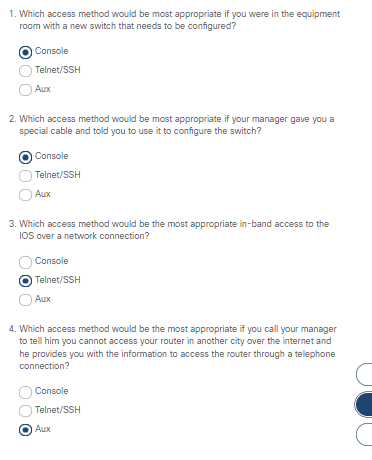 1. Which access method would be most appropriate if you were in the equipment
room with a new switch that needs to be configured?
Console
Telnet/SSH
Aux
2. Which access method would be most appropriate if your manager gave you a
special cable and told you to use it to configure the switch?
Console
Telnet/SSH
Aux
3. Which access method would be the most appropriate in-band access to the
IOS over a network connection?
Console
Telnet/SSH
Aux
4. Which access method would be the most appropriate if you call your manager
to tell him you cannot access your router in another city over the internet and
he provides you with the information to access the router through a telephone
connection?
Console
Telnet/SSH
Aux